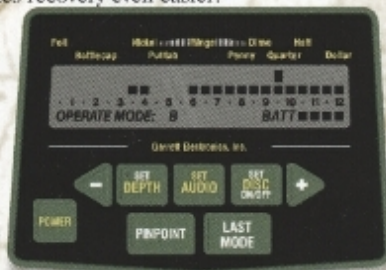 es recovery even easier.
Foil Nickel Ring Dime Half
Bottlecap Pulltab Penny Quarter Dollar
· 1 · 2 · 3 · 4 · 5 · 6 · 7 · 8 · 9 · 10 · 11 · 12
OPERATE MODE: B BATT
Garrett Electronics, Inc.
-
SET DEPTH
SET AUDIO
SET DISC ON/OFF
+
POWER
PINPOINT
LAST MODE